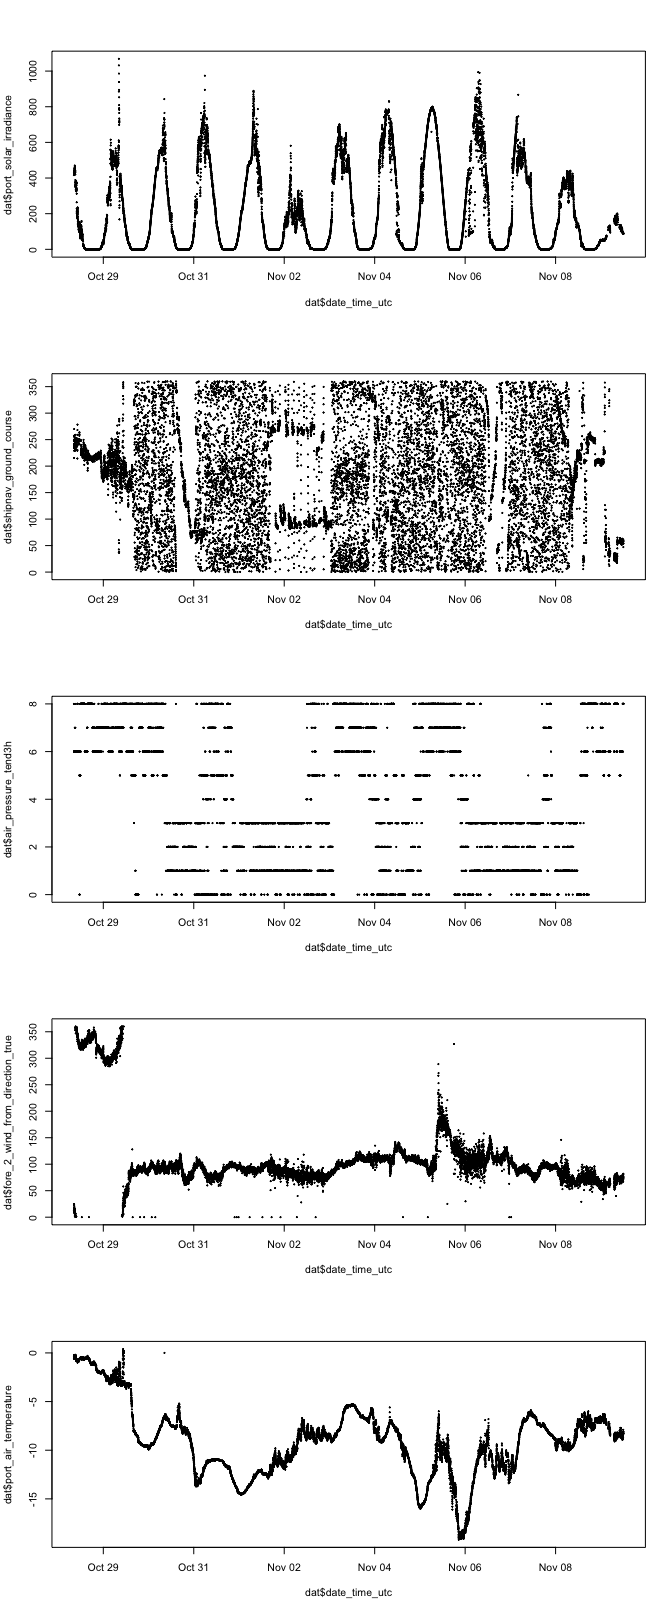 dat$port_solar_irradiance
1000
800
600
400
200
0
Oct 29 Oct 31 Nov 02 Nov 04 Nov 06 Nov 08
dat$date_time_utc
dat$shipnav_ground_course
350
300
250
200
150
100
50
0
Oct 29 Oct 31 Nov 02 Nov 04 Nov 06 Nov 08
dat$date_time_utc
dat$air_pressure_tend3h
8
6
4
2
0
Oct 29 Oct 31 Nov 02 Nov 04 Nov 06 Nov 08
dat$date_time_utc
dat$fore_2_wind_from_direction_true
350
300
250
200
150
100
50
0
Oct 29 Oct 31 Nov 02 Nov 04 Nov 06 Nov 08
dat$date_time_utc
dat$port_air_temperature
0
-5
-10
-15
Oct 29 Oct 31 Nov 02 Nov 04 Nov 06 Nov 08
dat$date_time_utc